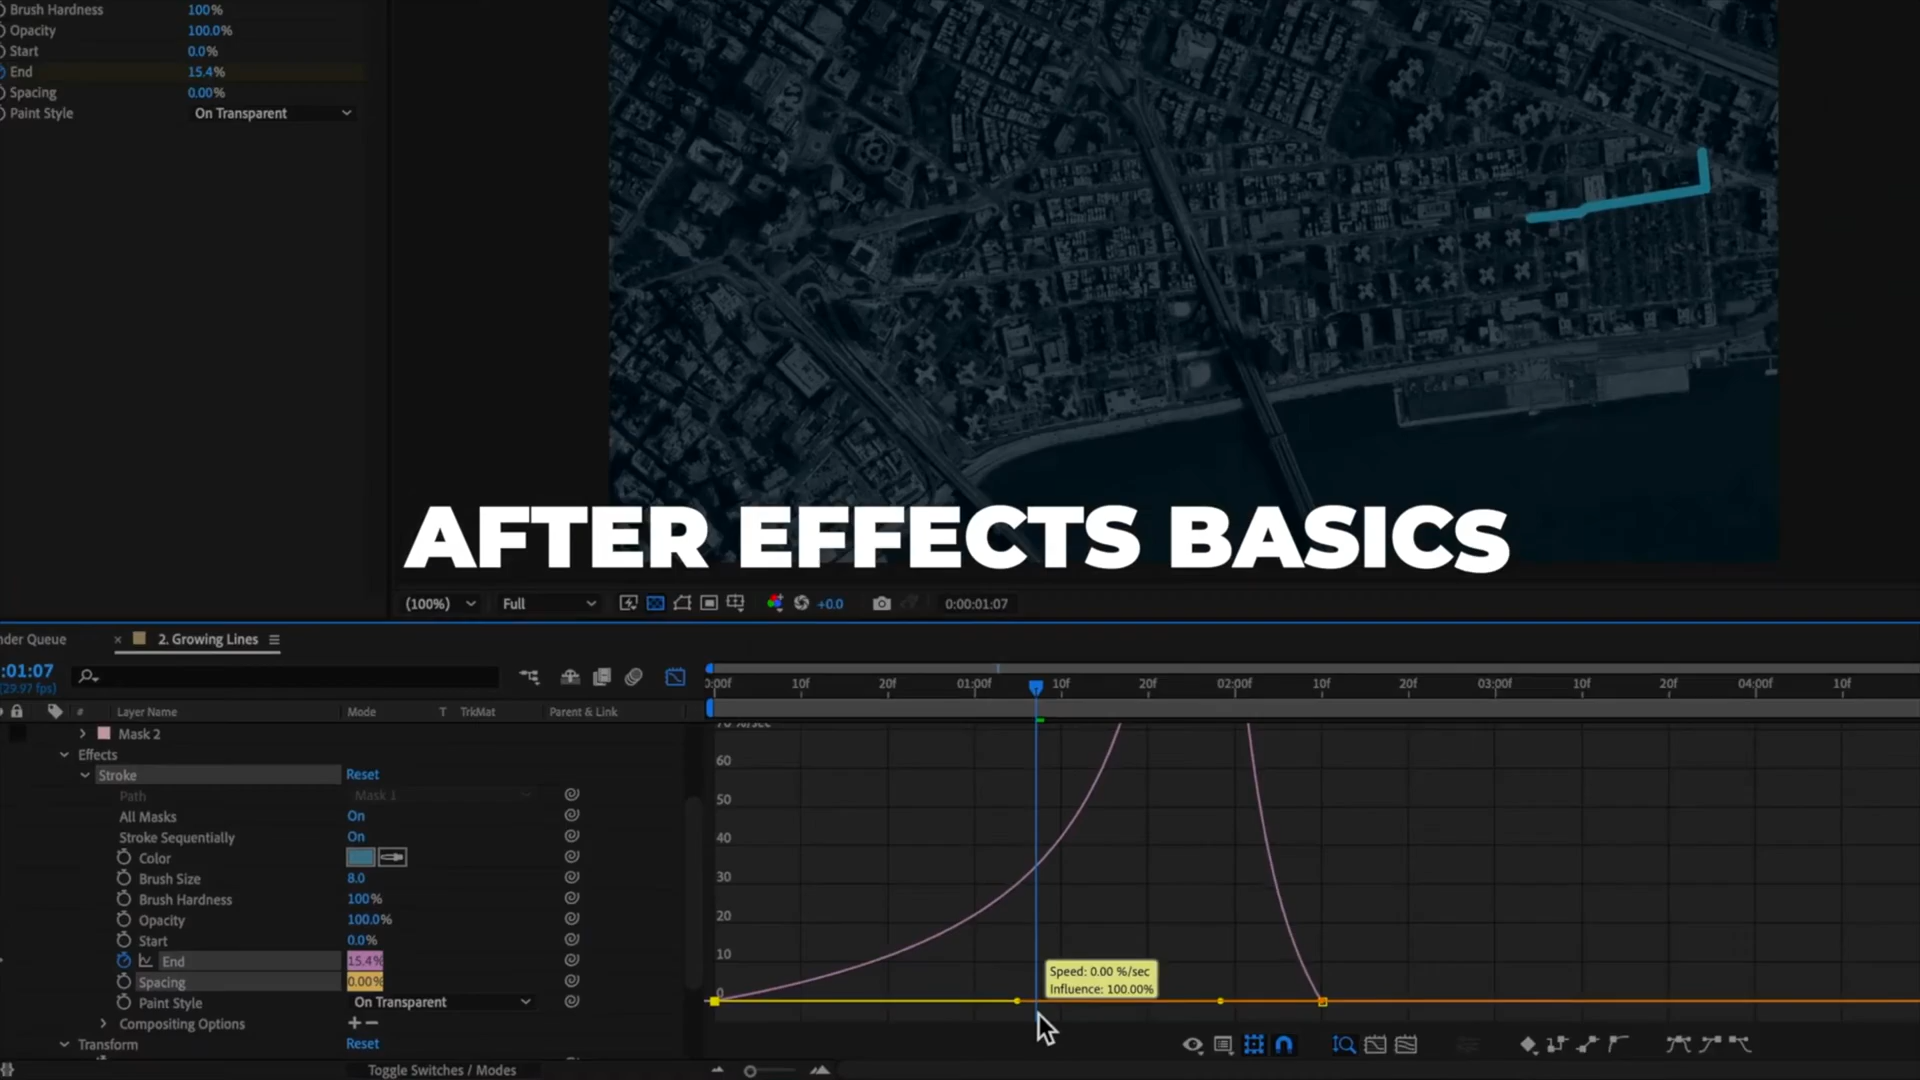 Brush Hardness 100%
Opacity 100.0%
Start 0.0%
End 15.4%
Spacing 0.00%
Paint Style On Transparent
AFTER EFFECTS BASICS
(100%) Full +0.0 0:00:01:07
nder Queue × 2. Growing Lines
:01:07
(29.97 fps)
0:00f 10f 20f 01:00f 10f 20f 02:00f 10f 20f 03:00f 10f 20f 04:00f 10f
# Layer Name Mode T TrkMat Parent & Link
70 %/sec
Mask 2
Effects
60
Stroke Reset
Path Mask 1
50
All Masks On
Stroke Sequentially On
40
Color
Brush Size 8.0
30
Brush Hardness 100%
Opacity 100.0%
20
Start 0.0%
10
End 15.4%
Speed: 0.00 %/sec
Influence: 100.00%
Spacing 0.00%
0
Paint Style On Transparent
Compositing Options + −
Transform Reset
Toggle Switches / Modes